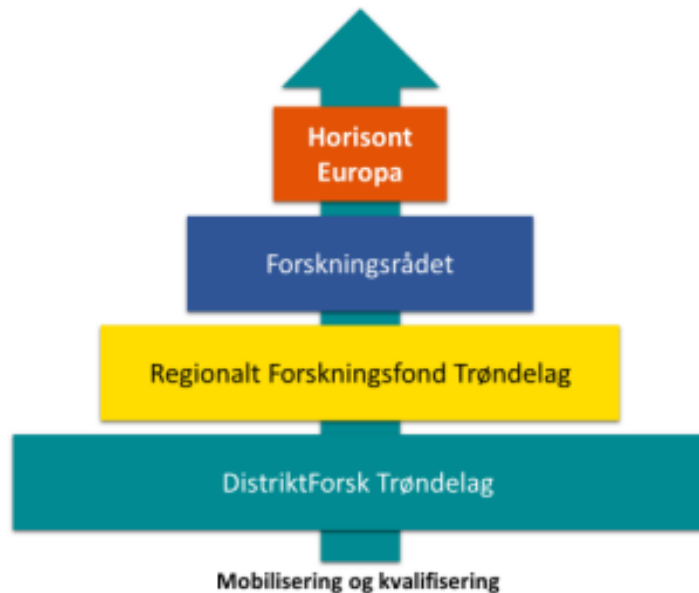 Horisont
Europa
Forskningsrådet
Regionalt Forskningsfond Trøndelag
DistriktForsk Trøndelag
Mobilisering og kvalifisering